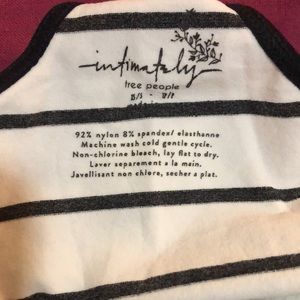 intimately
free people
92% nylon 8% spandex/ elasthanne
Machine wash cold gentle cycle.
Non-chlorine bleach, lay flat to dry.
Laver separement a la main.
Javellisant non chlore, secher a plat.